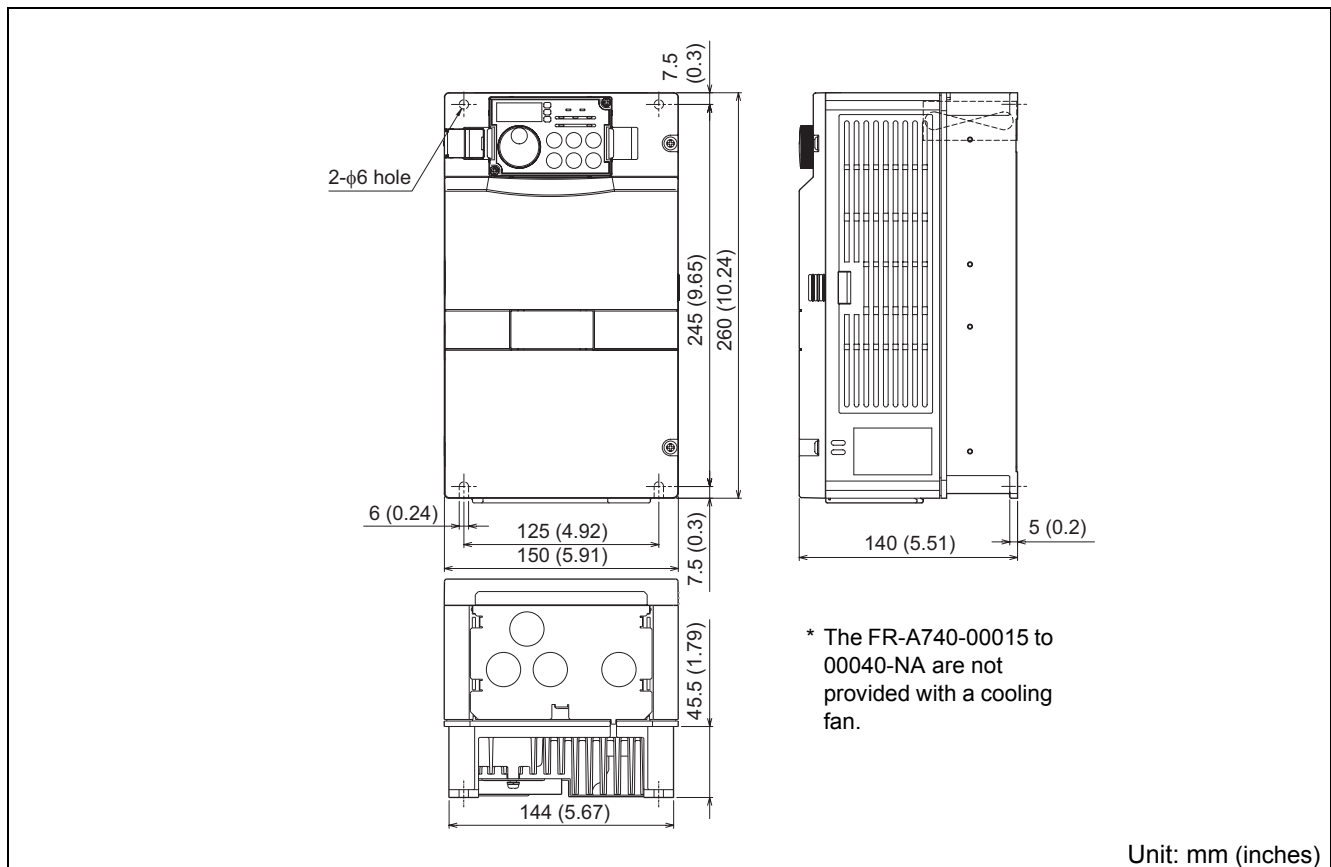 7.5
(0.3)
2-φ6 hole
245 (9.65)
260 (10.24)
6 (0.24)
125 (4.92)
150 (5.91)
7.5 (0.3)
140 (5.51)
5 (0.2)
45.5 (1.79)
144 (5.67)
* The FR-A740-00015 to
00040-NA are not
provided with a cooling
fan.
Unit: mm (inches)